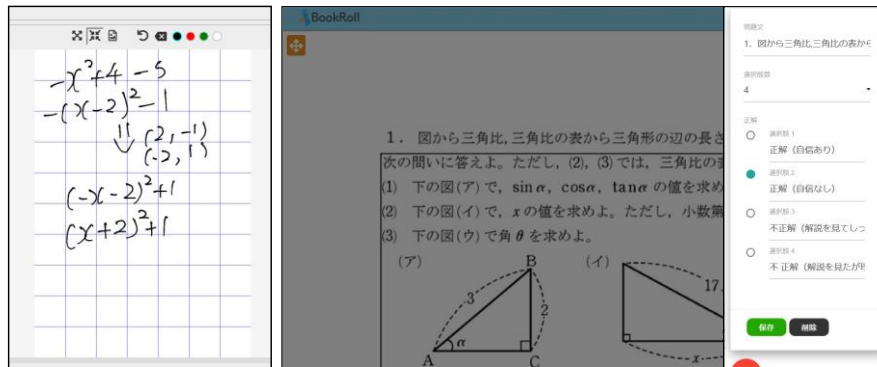 -x²+4 -5
-(x-2)²-1
⇓ (2, -1)
(-2, 1)
(-x-2)²+1
(x+2)²+1
BookRoll
1. 図から三角比,三角比の表から三角形の辺の長さ
次の問いに答えよ。ただし, (2), (3) では, 三角比の
(1) 下の図(ア)で, sin α, cos α, tan α の値を求め
(2) 下の図(イ)で, x の値を求めよ。ただし, 小数第
(3) 下の図(ウ)で角 θ を求めよ。
(ア) B (イ)
3 2 17
A α C x
問題文
1. 図から三角比,三角比の表から
選択肢数
4
正解
選択肢 1
正解（自信あり）
選択肢 2
正解（自信なし）
選択肢 3
不正解（解説を見てしっ
選択肢 4
不正解（解説を見たが
保存 削除